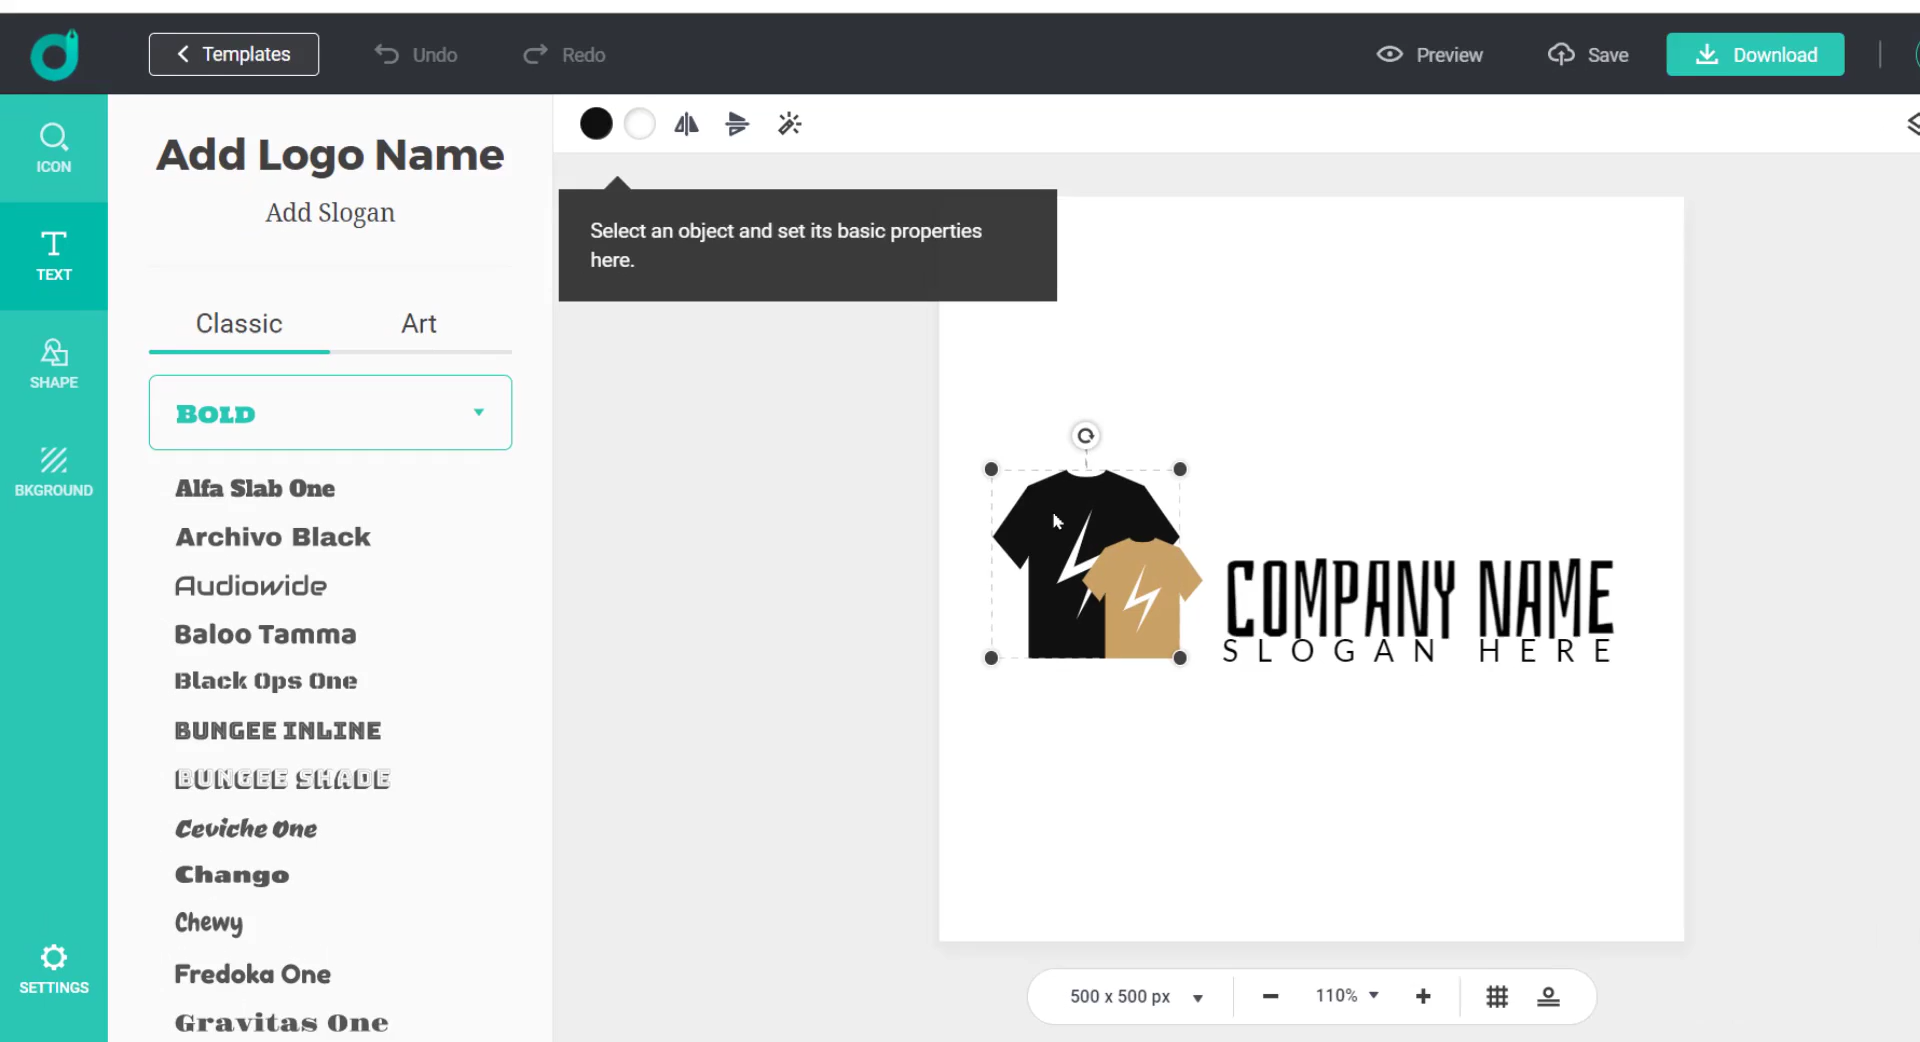 Templates
Undo
Redo
Preview
Save
Download
ICON
TEXT
SHAPE
BKGROUND
SETTINGS
Add Logo Name
Add Slogan
Classic
Art
BOLD
Alfa Slab One
Archivo Black
Audiowide
Baloo Tamma
Black Ops One
BUNGEE INLINE
BUNGEE SHADE
Ceviche One
Chango
Chewy
Fredoka One
Gravitas One
Select an object and set its basic properties
here.
COMPANY NAME
SLOGAN HERE
500 x 500 px
110%